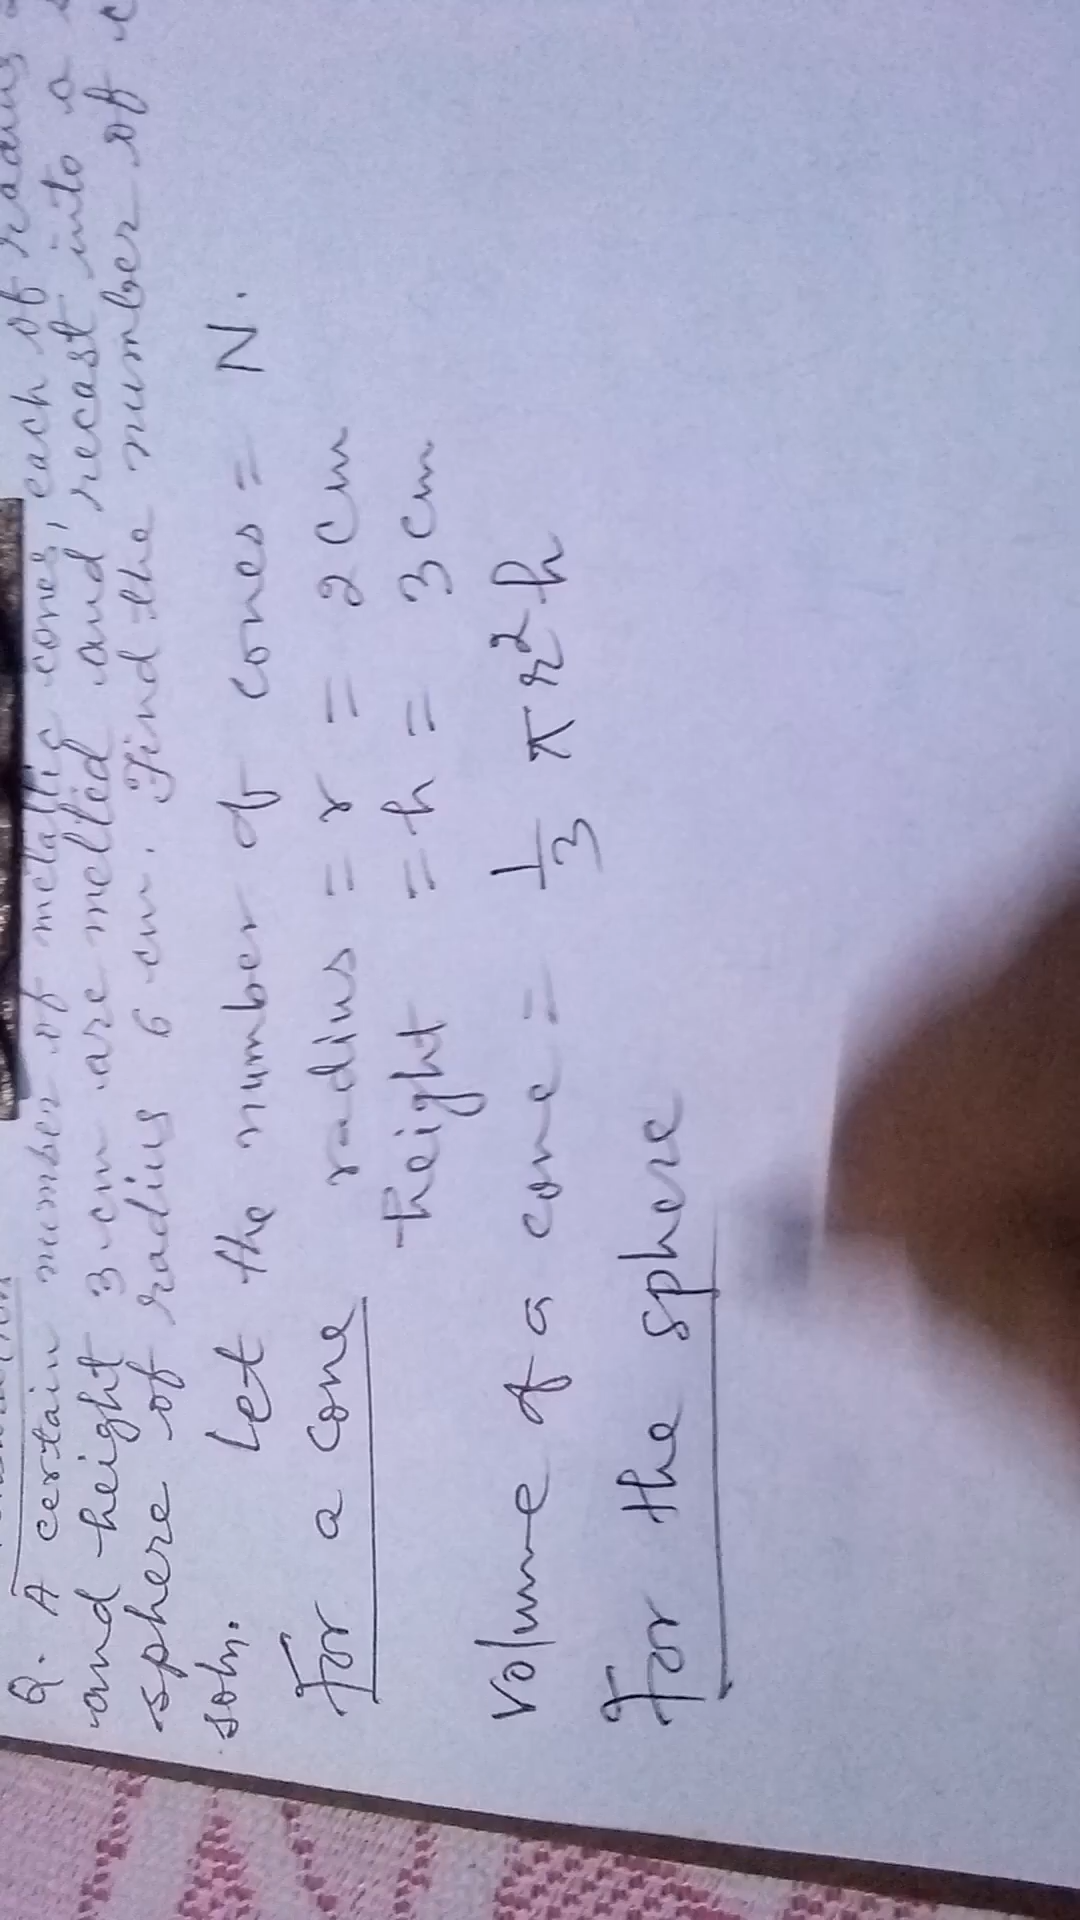 Q. A certain number of metallic cones, each of radius
and height 3 cm are melted and recast into a
sphere of radius 6 cm. Find the number of
soln. Let the number of cones = N.
For a cone radius = r = 2 cm
height = h = 3 cm
volume of a cone = 1/3 πr²h
For the sphere